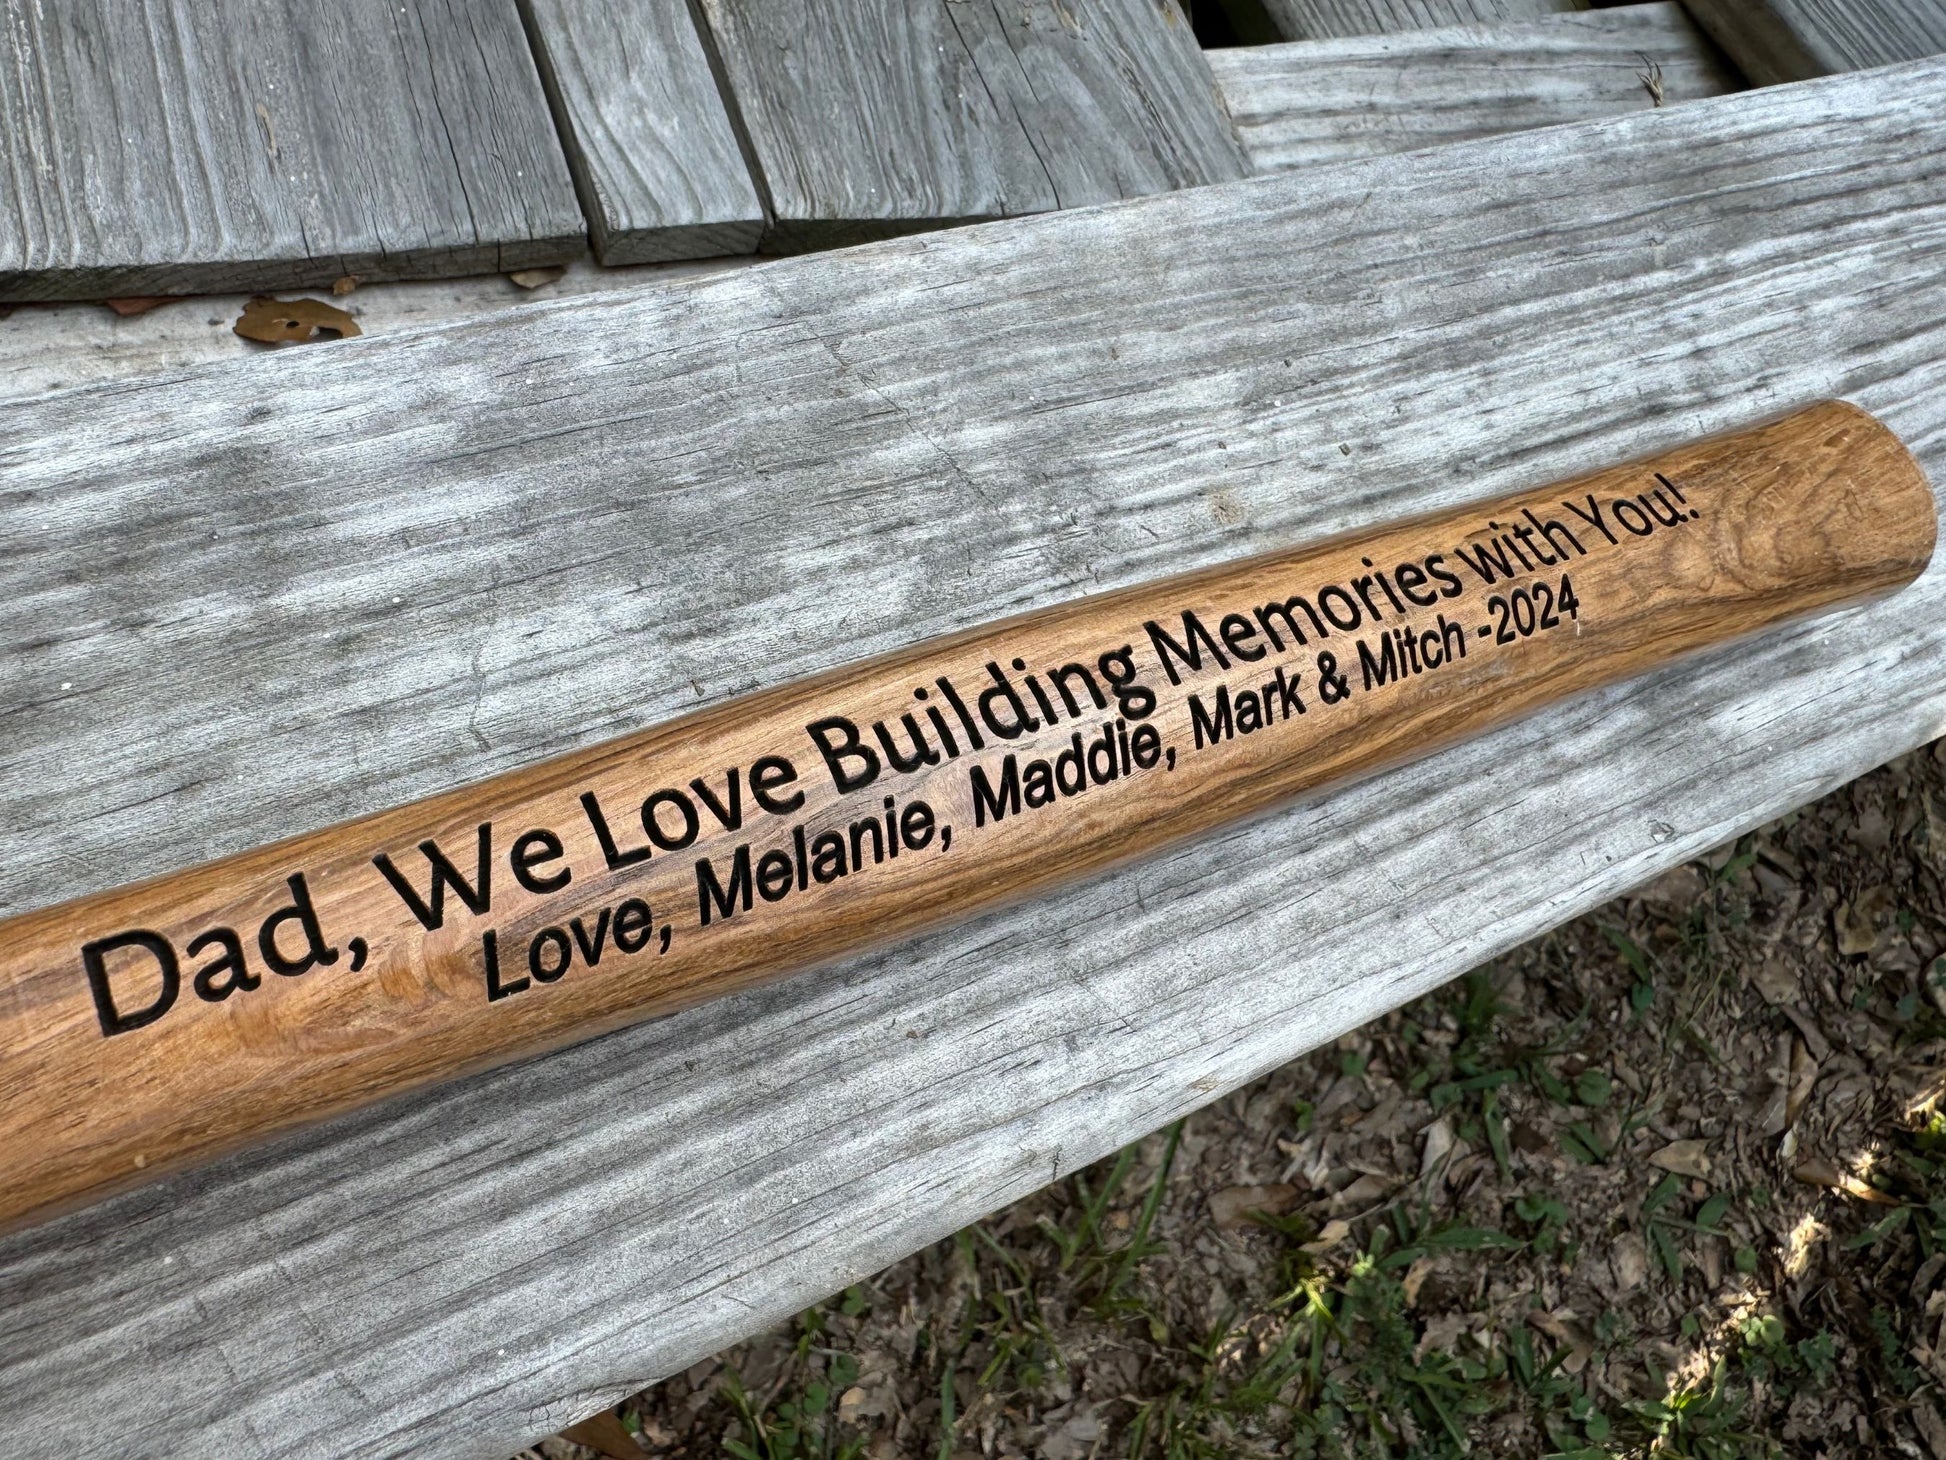 Dad, We Love Building Memories with You!
Love, Melanie, Maddie, Mark & Mitch -2024